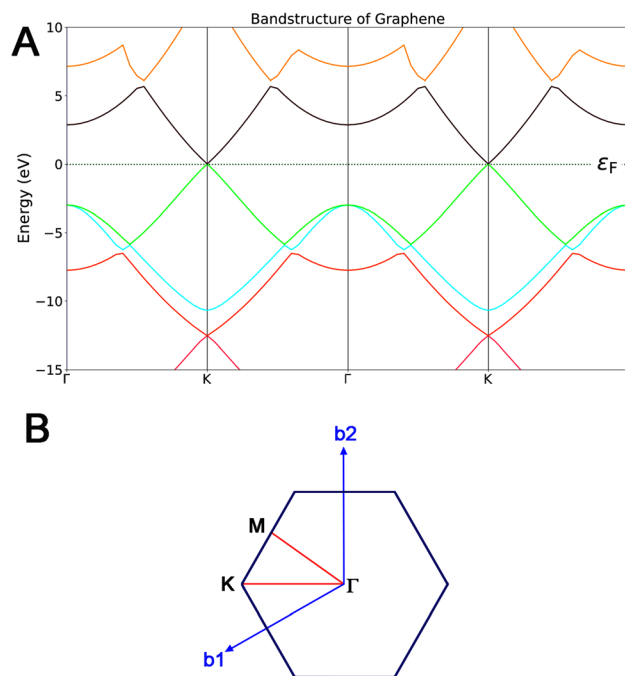 Bandstructure of Graphene
A
10
5
0
−5
−10
−15
Energy (eV)
εF
Γ
K
Γ
K
B
b2
M
K
Γ
b1